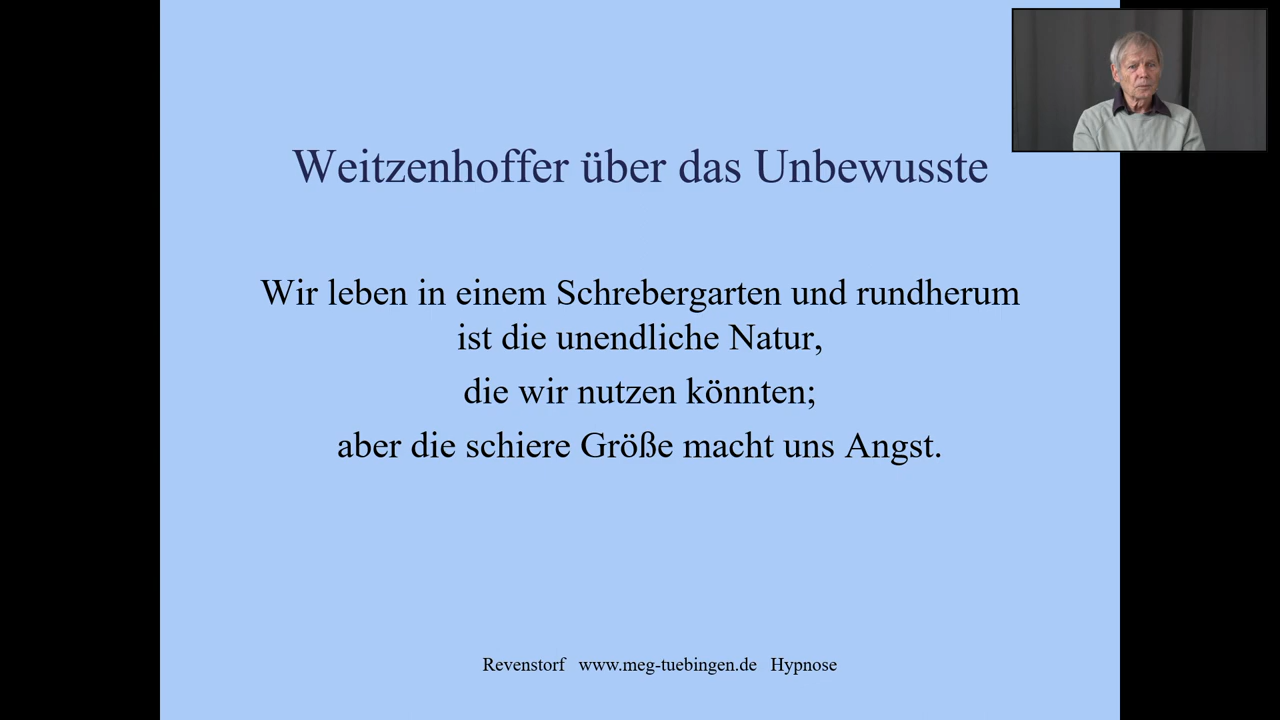 Weitzenhoffer über das Unbewusste
Wir leben in einem Schrebergarten und rundherum
ist die unendliche Natur,
die wir nutzen könnten;
aber die schiere Größe macht uns Angst.
Revenstorf www.meg-tuebingen.de Hypnose